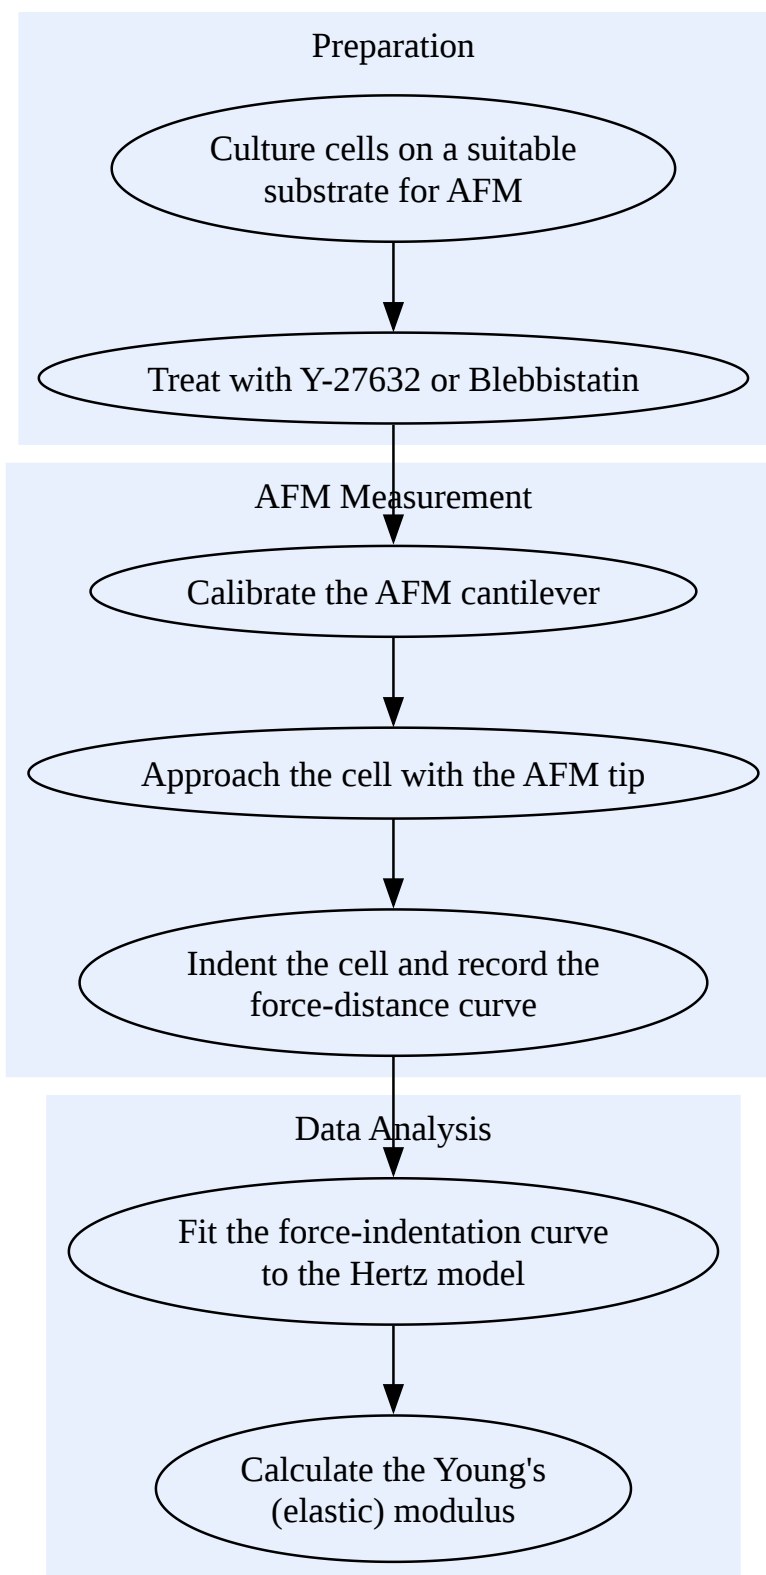 Preparation
Culture cells on a suitable
substrate for AFM
Treat with Y-27632 or Blebbistatin
AFM Measurement
Calibrate the AFM cantilever
Approach the cell with the AFM tip
Indent the cell and record the
force-distance curve
Data Analysis
Fit the force-indentation curve
to the Hertz model
Calculate the Young's
(elastic) modulus